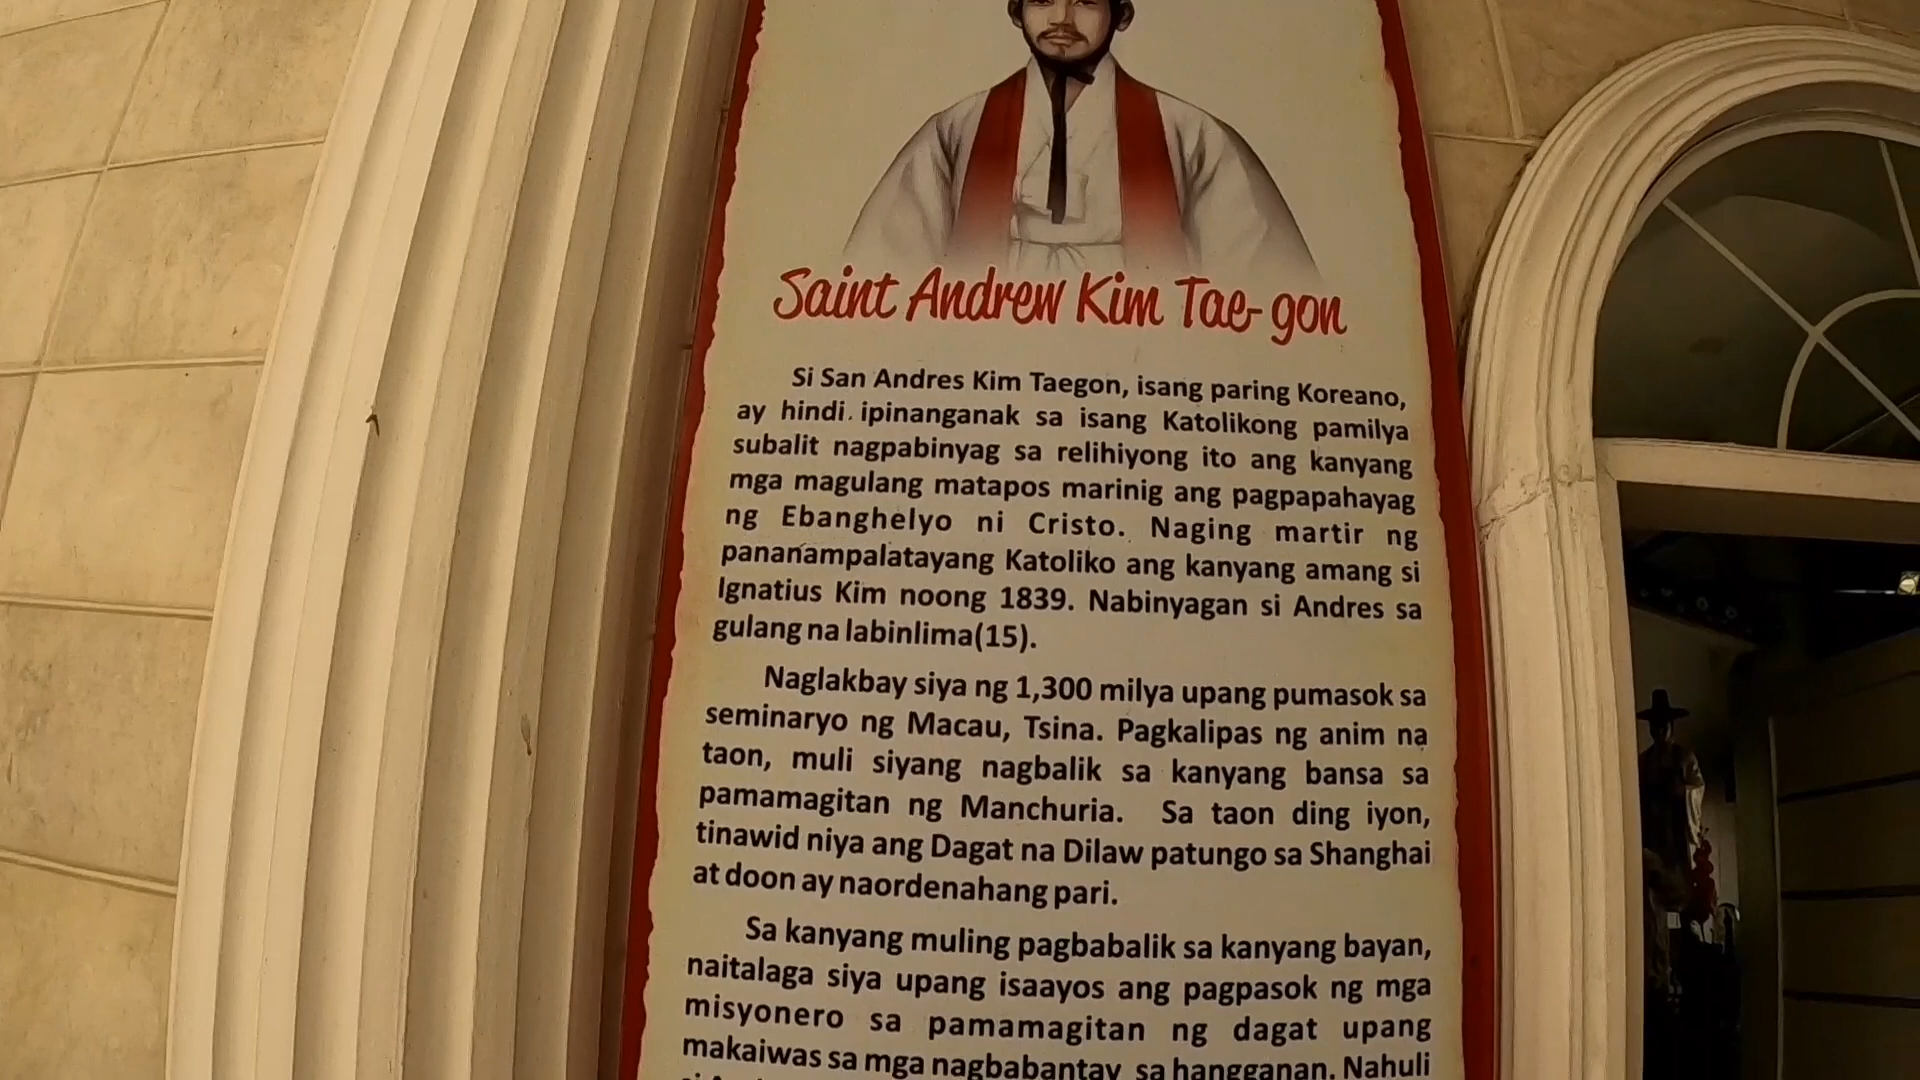 Saint Andrew Kim Tae-gon
Si San Andres Kim Taegon, isang paring Koreano,
ay hindi ipinanganak sa isang Katolikong pamilya
subalit nagpabinyag sa relihiyong ito ang kanyang
mga magulang matapos marinig ang pagpapahayag
ng Ebanghelyo ni Cristo. Naging martir ng
pananampalatayang Katoliko ang kanyang amang si
Ignatius Kim noong 1839. Nabinyagan si Andres sa
gulang na labinlima(15).
Naglakbay siya ng 1,300 milya upang pumasok sa
seminaryo ng Macau, Tsina. Pagkalipas ng anim na
taon, muli siyang nagbalik sa kanyang bansa sa
pamamagitan ng Manchuria. Sa taon ding iyon,
tinawid niya ang Dagat na Dilaw patungo sa Shanghai
at doon ay naordenahang pari.
Sa kanyang muling pagbabalik sa kanyang bayan,
naitalaga siya upang isaayos ang pagpasok ng mga
misyonero sa pamamagitan ng dagat upang
makaiwas sa mga nagbabantay sa hangganan. Nahuli